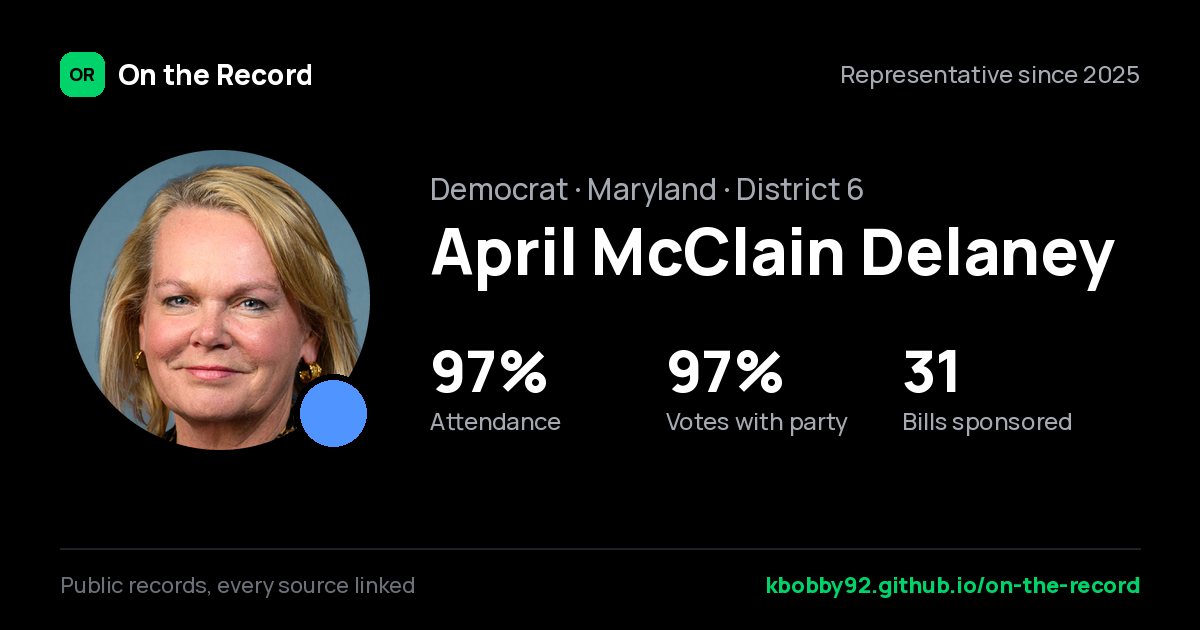 OR On the Record
Representative since 2025
Democrat · Maryland · District 6
April McClain Delaney
97% 97% 31
Attendance Votes with party Bills sponsored
Public records, every source linked
kbobby92.github.io/on-the-record